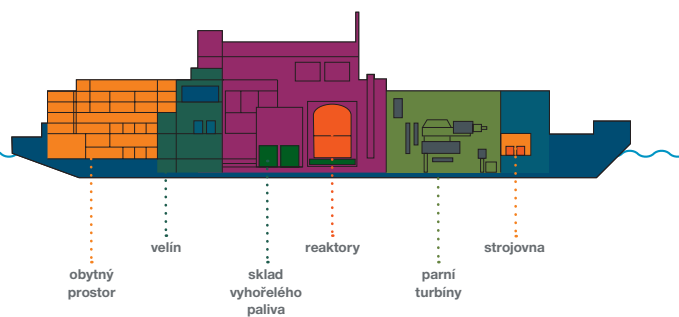 velín
reaktory
strojovna
obytný
prostor
sklad
vyhořelého
paliva
parní
turbíny